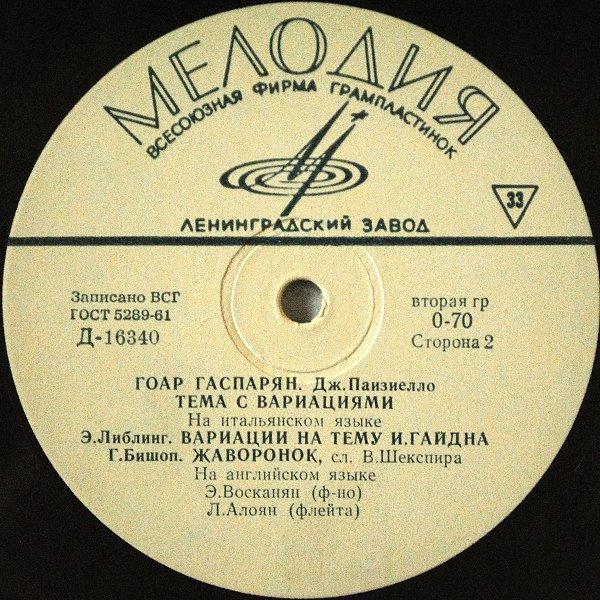 МЕЛОДИЯ
ВСЕСОЮЗНАЯ ФИРМА ГРАМПЛАСТИНОК
33
ЛЕНИНГРАДСКИЙ ЗАВОД
Записано ВСГ
ГОСТ 5289-61
Д-16340
вторая гр
0-70
Сторона 2
ГОАР ГАСПАРЯН. Дж.Паизиелло
ТЕМА С ВАРИАЦИЯМИ
На итальянском языке
Э.Либлинг. ВАРИАЦИИ НА ТЕМУ И.ГАЙДНА
Г.Бишоп. ЖАВОРОНОК, сл. В.Шекспира
На английском языке
Э.Восканян (ф-но)
Л.Алоян (флейта)